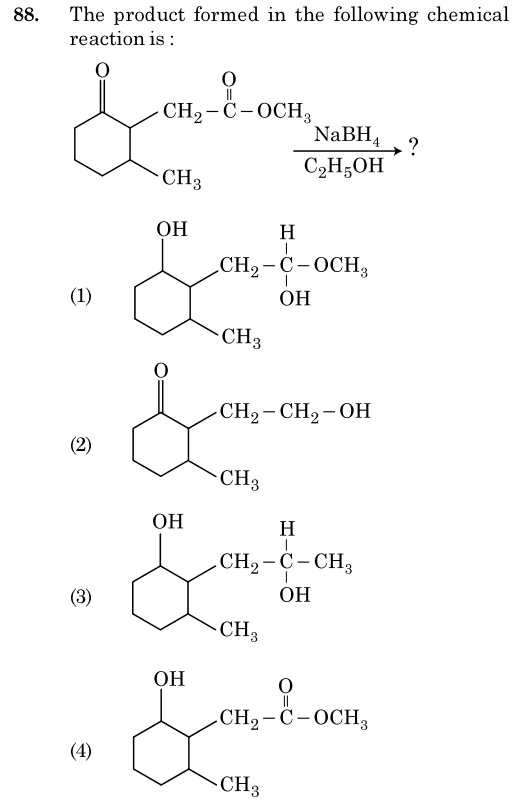 88. The product formed in the following chemical
reaction is :
O
O
CH₂–C–OCH₃
CH₃
NaBH₄
C₂H₅OH
?
(1)
OH
H
CH₂–C–OCH₃
OH
CH₃
(2)
O
CH₂–CH₂–OH
CH₃
(3)
OH
H
CH₂–C–CH₃
OH
CH₃
(4)
OH
O
CH₂–C–OCH₃
CH₃